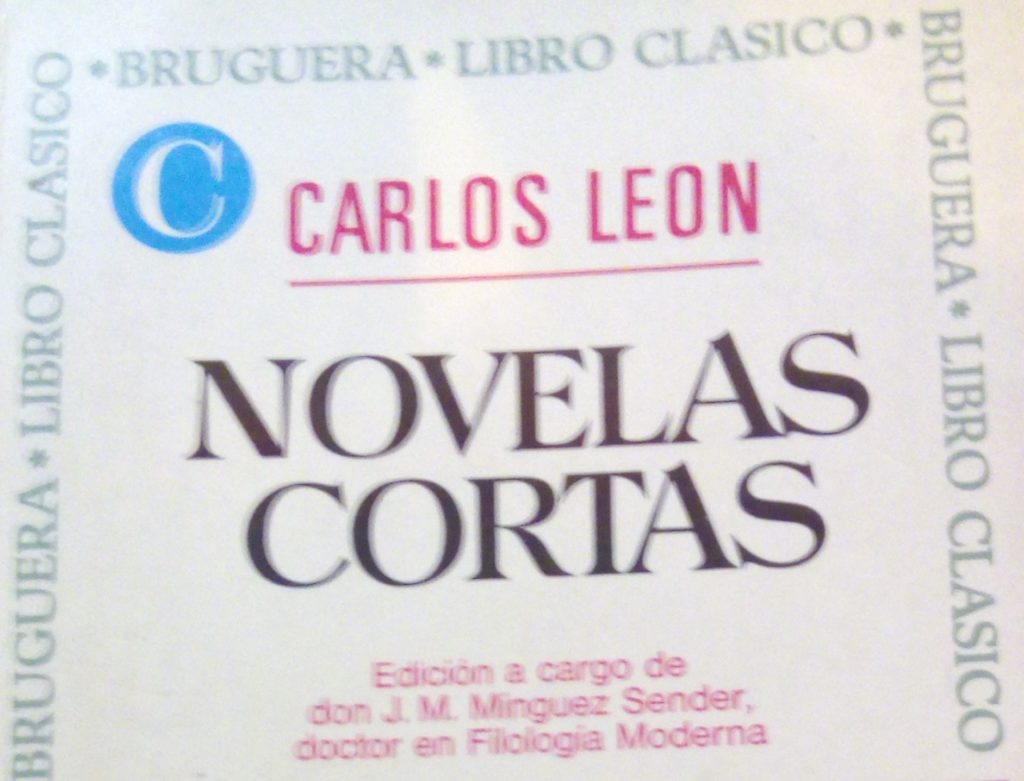 * BRUGUERA * LIBRO CLASICO *
BRUGUERA * LIBRO CLASICO
C
CARLOS LEON
NOVELAS
CORTAS
Edición a cargo de
don J. M. Minguez Sender,
doctor en Filología Moderna
BRUGUERA * LIBRO CLASICO